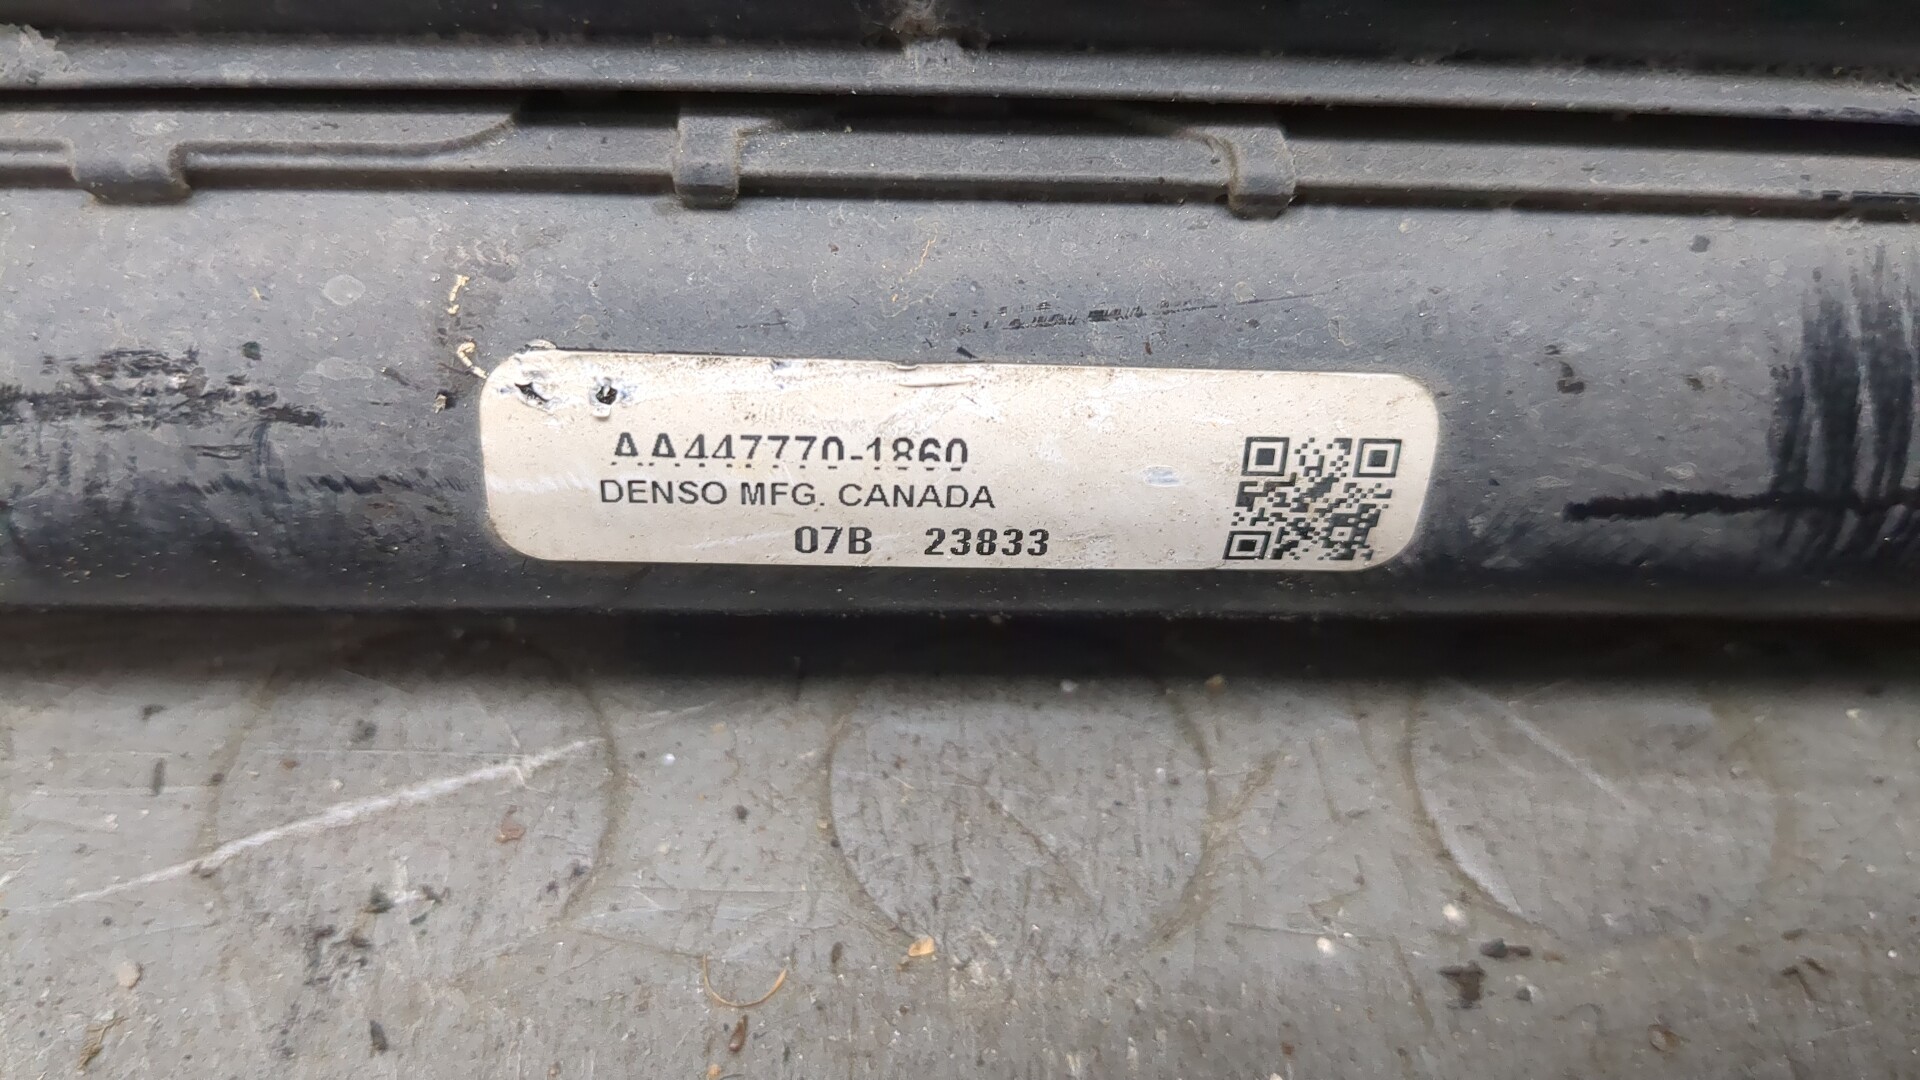 AA447770-1860
DENSO MFG. CANADA
07B 23833